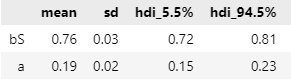 mean sd hdi_5.5% hdi_94.5%
bS 0.76 0.03 0.72 0.81
a 0.19 0.02 0.15 0.23